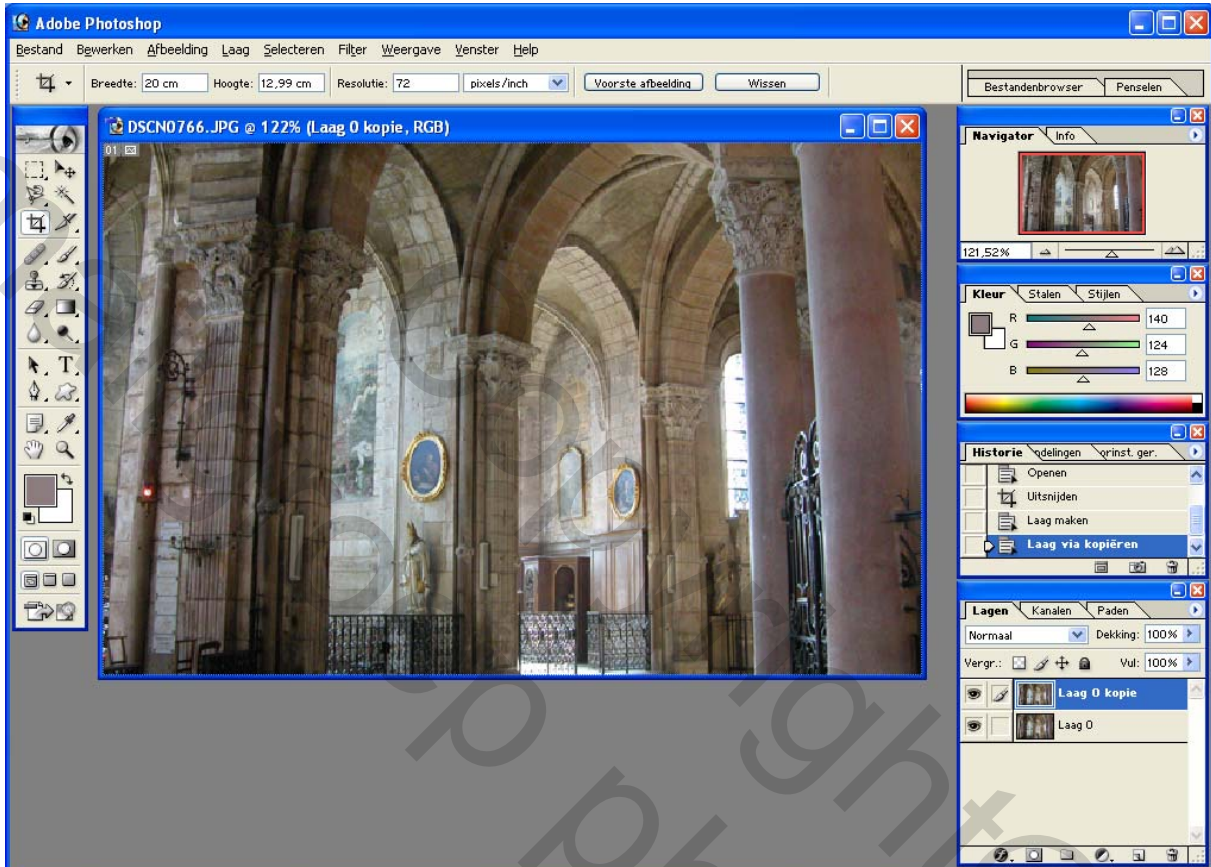 Adobe Photoshop
Bestand Bewerken Afbeelding Laag Selecteren Filter Weergave Venster Help
Breedte: 20 cm Hoogte: 12,99 cm Resolutie: 72 pixels/inch Voorste afbeelding Wissen
Bestandenbrowser Penselen
DSCN0766.JPG @ 122% (Laag 0 kopie, RGB)
01
Navigator Info
121,52%
Kleur Stalen Stijlen
R 140
G 124
B 128
Historie
Openen
Uitsnijden
Laag maken
Laag via kopiëren
Lagen Kanalen Paden
Normaal Dekking: 100%
Vergr.: Vul: 100%
Laag 0 kopie
Laag 0
T